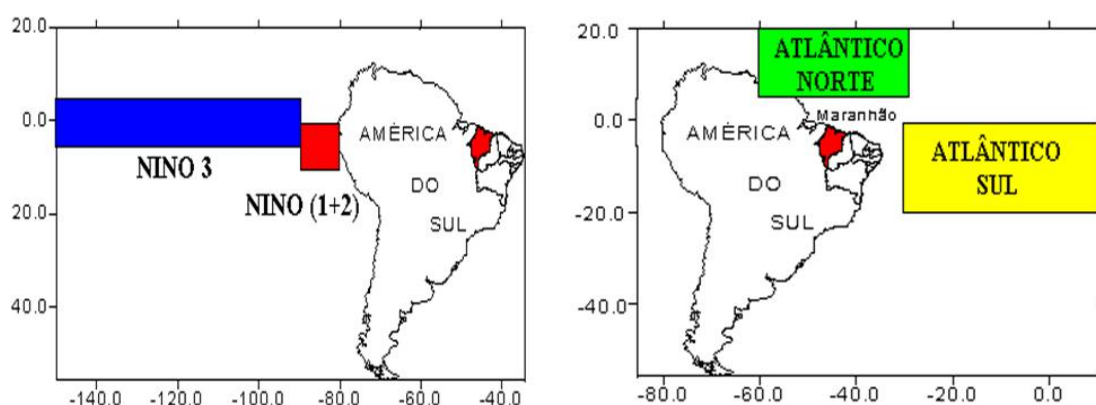 20.0
0.0
20.0
40.0
-140.0 -120.0 -100.0 -80.0 -60.0 -40.0
NINO 3
NINO (1+2)
AMÉRICA
DO
SUL
20.0
-0.0
-20.0
-40.0
-80.0 -60.0 -40.0 -20.0 0.0
ATLÂNTICO
NORTE
Maranhão
AMÉRICA
DO
SUL
ATLÂNTICO
SUL